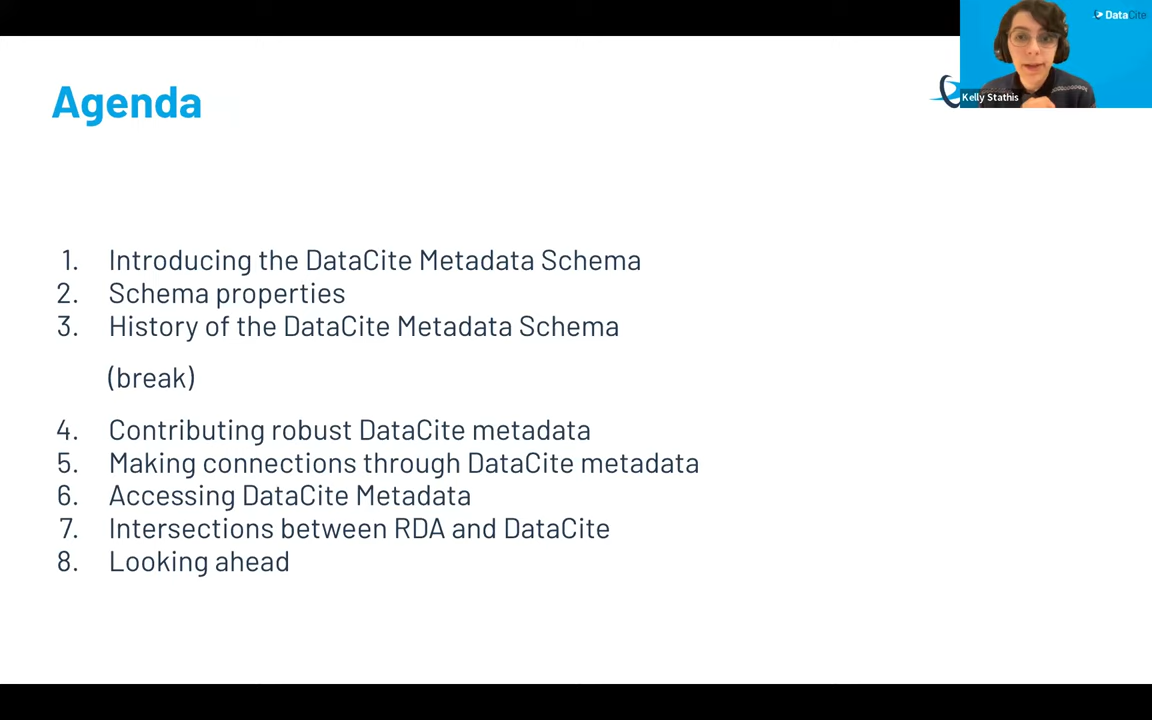 DataCite
Kelly Stathis
Agenda
1. Introducing the DataCite Metadata Schema
2. Schema properties
3. History of the DataCite Metadata Schema
(break)
4. Contributing robust DataCite metadata
5. Making connections through DataCite metadata
6. Accessing DataCite Metadata
7. Intersections between RDA and DataCite
8. Looking ahead